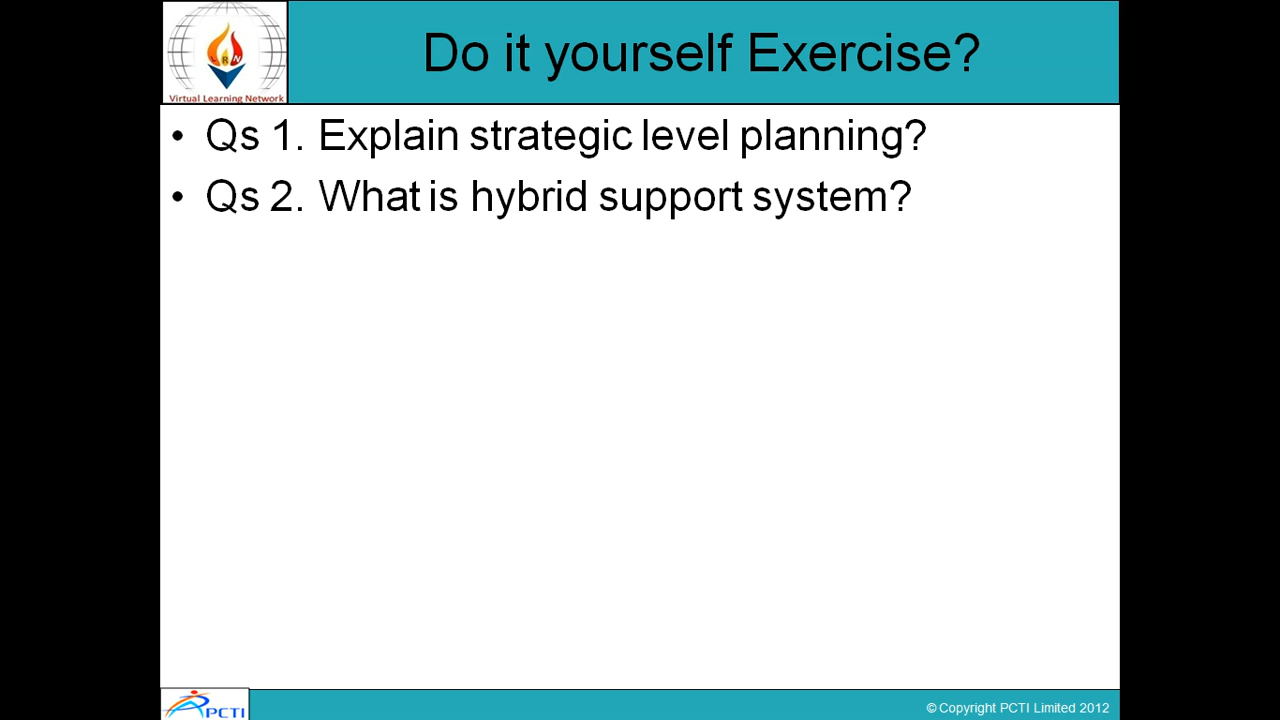 Do it yourself Exercise?
Virtual Learning Network
• Qs 1. Explain strategic level planning?
• Qs 2. What is hybrid support system?
PCTI
© Copyright PCTI Limited 2012